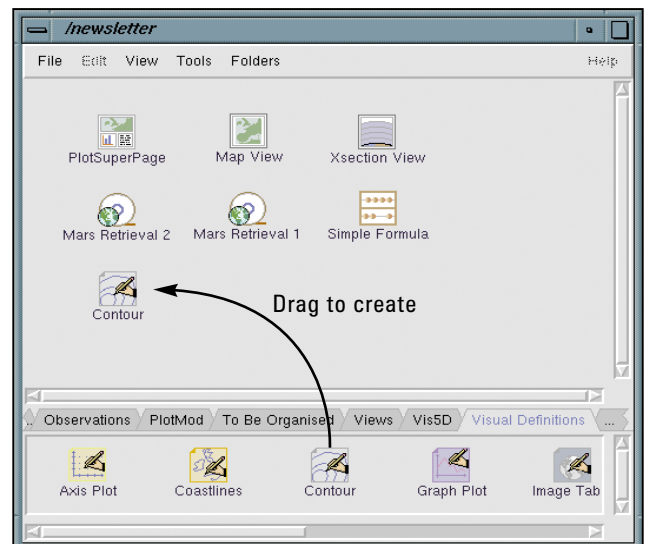 /newsletter
File Edit View Tools Folders Help
PlotSuperPage Map View Xsection View
Mars Retrieval 2 Mars Retrieval 1 Simple Formula
Contour
Drag to create
.. Observations PlotMod To Be Organised Views Vis5D Visual Definitions ...
Axis Plot Coastlines Contour Graph Plot Image Tab